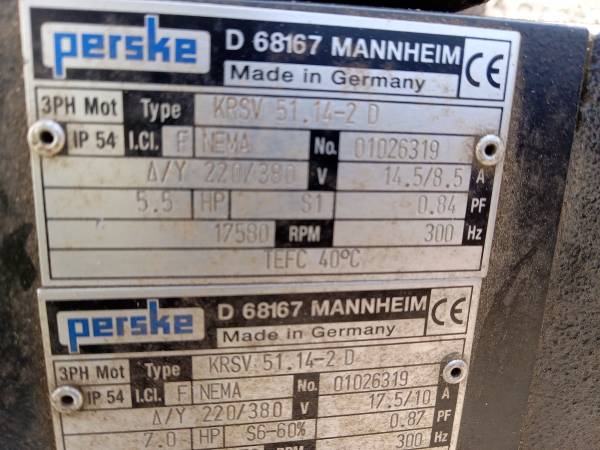 perske D 68167 MANNHEIM
Made in Germany CE
3PH Mot Type KRSV 51.14-2 D
IP 54 I.Cl. F NEMA No. 01026319
Δ/Y 220/380 V 14.5/8.5 A
5.5 HP S1 0.84 PF
17580 RPM 300 Hz
TEFC 40°C
perske D 68167 MANNHEIM
Made in Germany CE
3PH Mot Type KRSV 51.14-2 D
IP 54 I.Cl. F NEMA No. 01026319
Δ/Y 220/380 V 17.5/10 A
7.0 HP S6-60% 0.87 PF
300 Hz